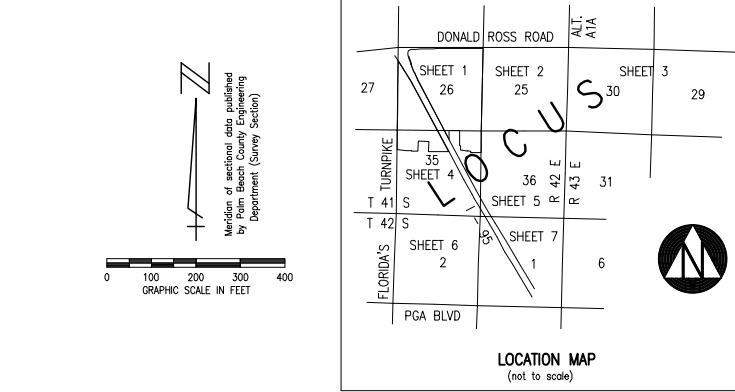 N
Meridian of sectional data published
by Palm Beach County Engineering
Department (Survey Section)
0 100 200 300 400
GRAPHIC SCALE IN FEET
DONALD ROSS ROAD
ALT.
A1A
SHEET 1
SHEET 2
SHEET 3
27
26
25
30
29
LOCUS
TURNPIKE
35
SHEET 4
36
R 42 E
R 43 E
31
SHEET 5
T 41 S
T 42 S
I-95
FLORIDA'S
SHEET 6
2
SHEET 7
1
6
N
PGA BLVD
LOCATION MAP
(not to scale)